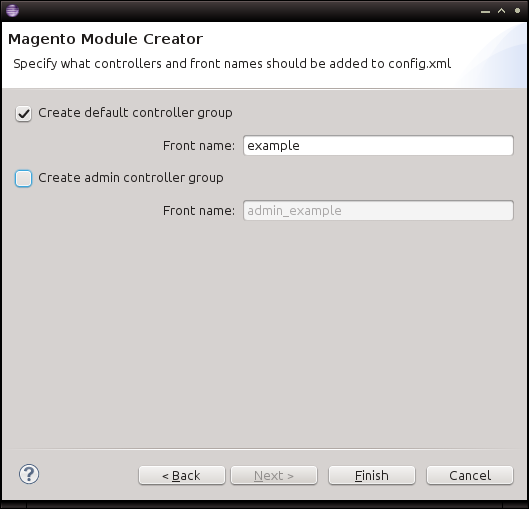 Magento Module Creator
Specify what controllers and front names should be added to config.xml
Create default controller group
Front name: example
Create admin controller group
Front name: admin_example
? < Back Next > Finish Cancel